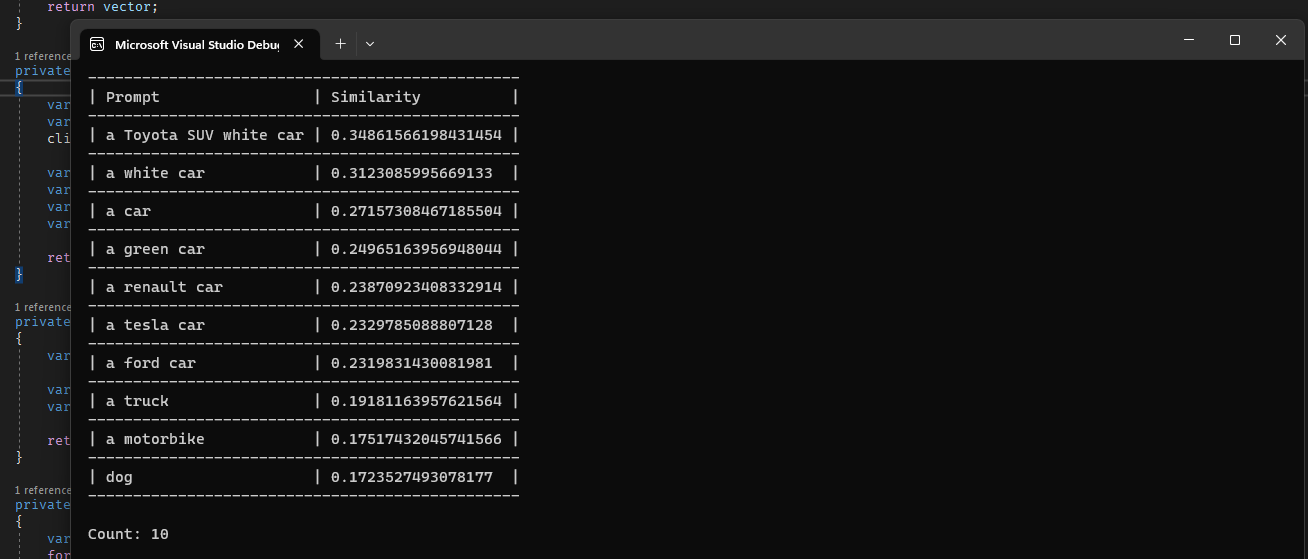 return vector;
}
Microsoft Visual Studio Debu
1 reference
private
{
var
var
cli
var
var
var
var
ret
}
1 reference
private
{
var
var
var
ret
}
1 reference
private
{
var
for
-------------------------------------------------
| Prompt | Similarity |
-------------------------------------------------
| a Toyota SUV white car | 0.34861566198431454 |
-------------------------------------------------
| a white car | 0.3123085995669133 |
-------------------------------------------------
| a car | 0.27157308467185504 |
-------------------------------------------------
| a green car | 0.24965163956948044 |
-------------------------------------------------
| a renault car | 0.23870923408332914 |
-------------------------------------------------
| a tesla car | 0.2329785088807128 |
-------------------------------------------------
| a ford car | 0.2319831430081981 |
-------------------------------------------------
| a truck | 0.19181163957621564 |
-------------------------------------------------
| a motorbike | 0.17517432045741566 |
-------------------------------------------------
| dog | 0.1723527493078177 |
-------------------------------------------------
Count: 10